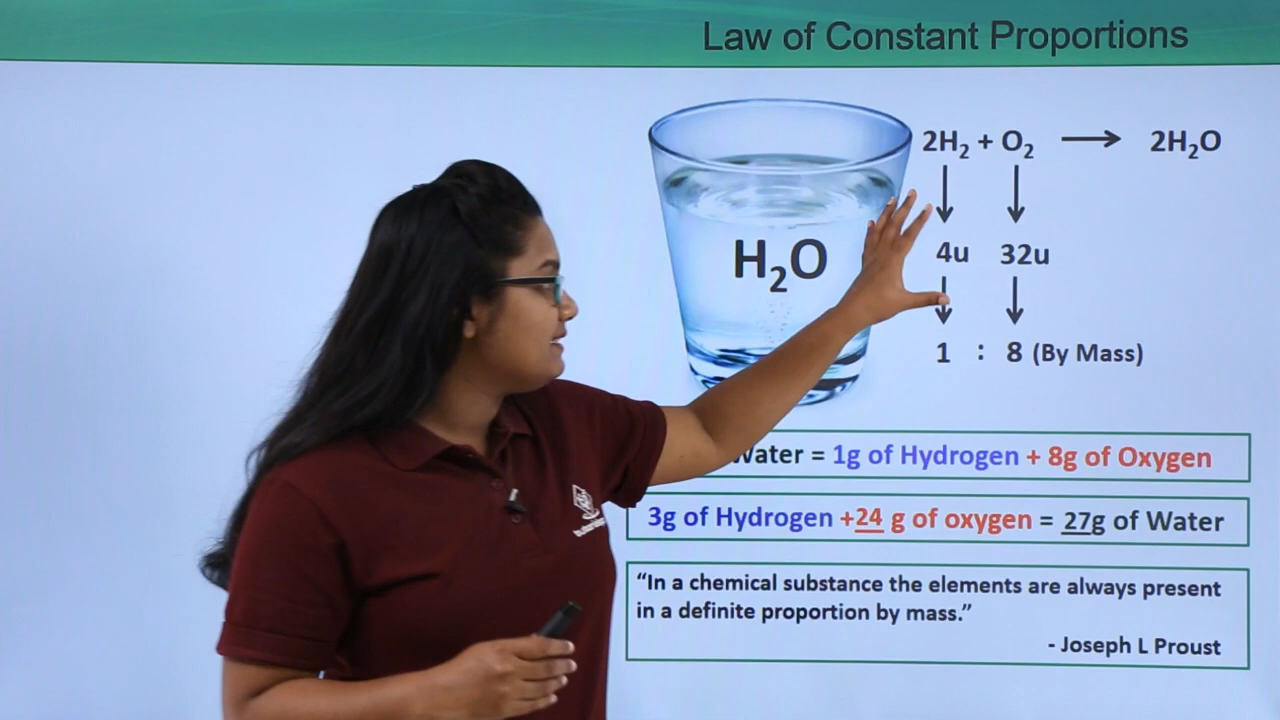 Law of Constant Proportions
2H₂ + O₂ → 2H₂O
H₂O
4u 32u
1 : 8 (By Mass)
= 1g of Hydrogen + 8g of Oxygen
3g of Hydrogen +24 g of oxygen = 27g of Water
“In a chemical substance the elements are always present
in a definite proportion by mass.”
- Joseph L Proust